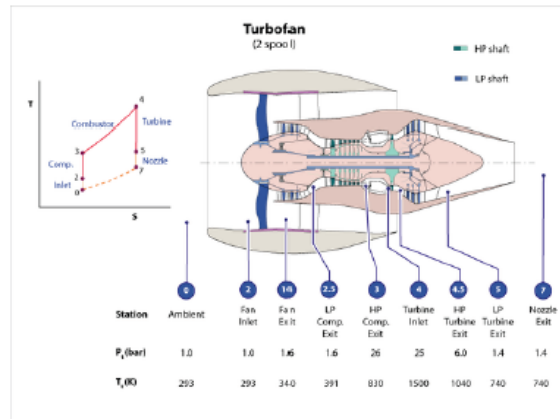 Turbofan
(2 spool)
HP shaft
LP shaft
T
4
Combustor
Turbine
3
Comp.
5
Nozzle
2
7
Inlet
0
S
0 2 14 2.5 3 4 4.5 5 7
Station Ambient Fan Inlet Fan Exit LP Comp. Exit HP Comp. Exit Turbine Inlet HP Turbine Exit LP Turbine Exit Nozzle Exit
Pt(bar) 1.0 1.0 1.6 1.6 26 25 6.0 1.4 1.4
Tt(K) 293 293 340 391 830 1500 1040 740 740